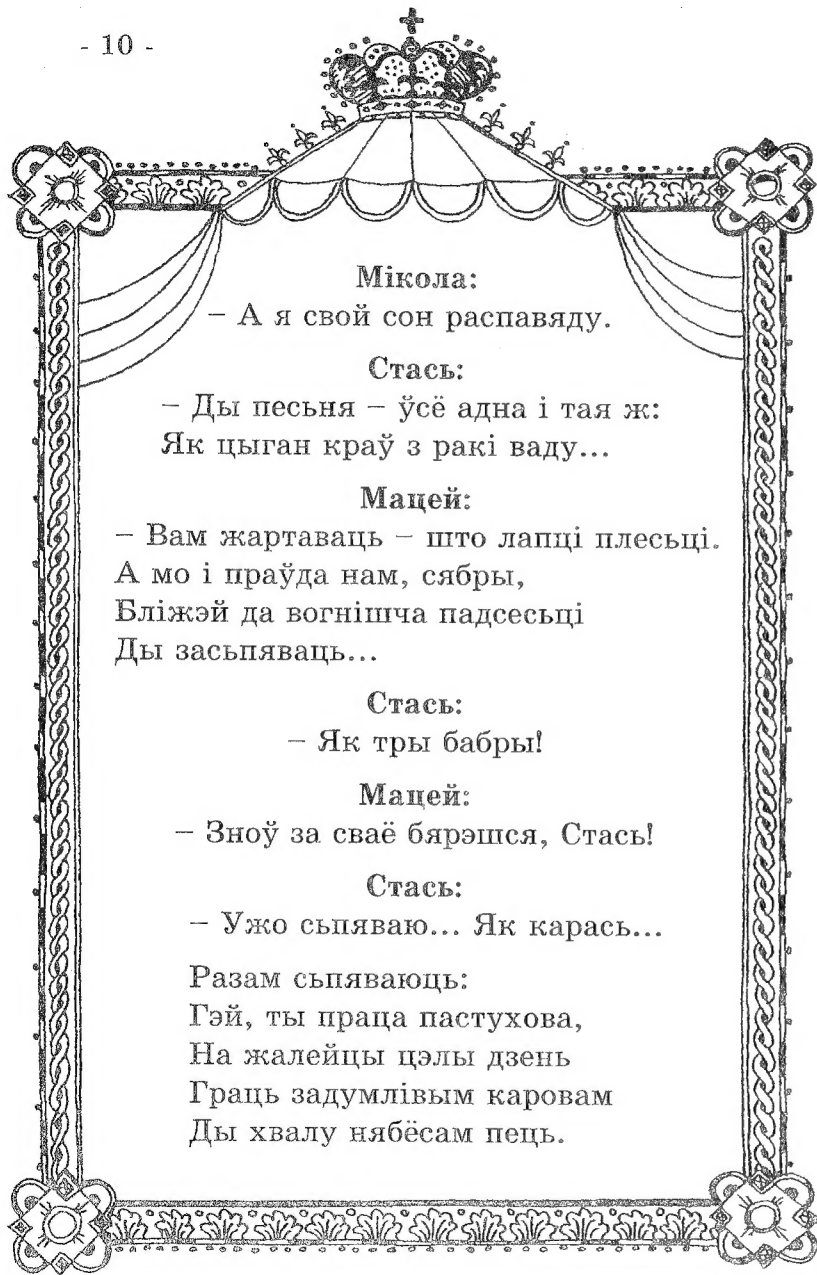 - 10 -
Мікола:
– А я свой сон распавяду.
Стась:
– Ды песьня – ўсё адна і тая ж:
Як цыган краў з ракі ваду...
Мацей:
– Вам жартаваць – што лапці плесьці.
А мо і праўда нам, сябры,
Бліжэй да вогнішча падсесьці
Ды засьпяваць...
Стась:
– Як тры бабры!
Мацей:
– Зноў за сваё бярэшся, Стась!
Стась:
– Ужо сьпяваю... Як карась...
Разам сьпяваюць:
Гэй, ты праца пастухова,
На жалейцы цэлы дзень
Граць задумлівым каровам
Ды хвалу нябёсам пець.